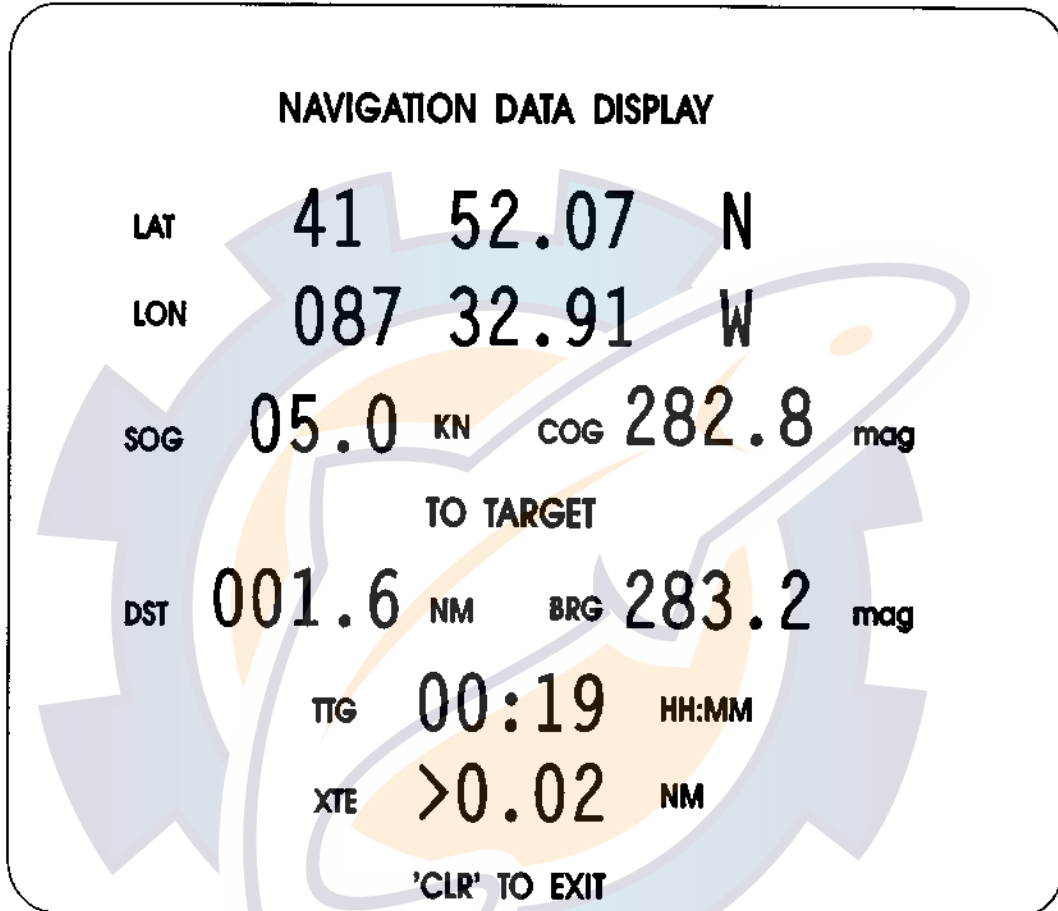 NAVIGATION DATA DISPLAY
LAT 41 52.07 N
LON 087 32.91 W
SOG 05.0 KN COG 282.8 mag
TO TARGET
DST 001.6 NM BRG 283.2 mag
TTG 00:19 HH:MM
XTE >0.02 NM
'CLR' TO EXIT